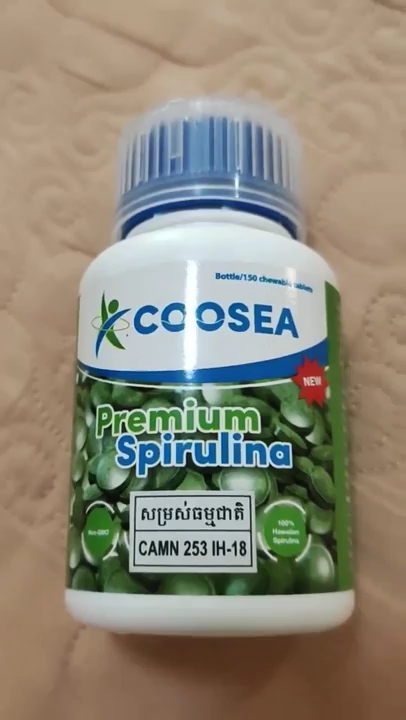 Bottle/150 chewable tablets
COOSEA
NEW
Premium
Spirulina
សម្រស់ធម្មជាតិ
CAMN 253 IH-18
Non-GMO
100%
Hawaiian
Spirulina